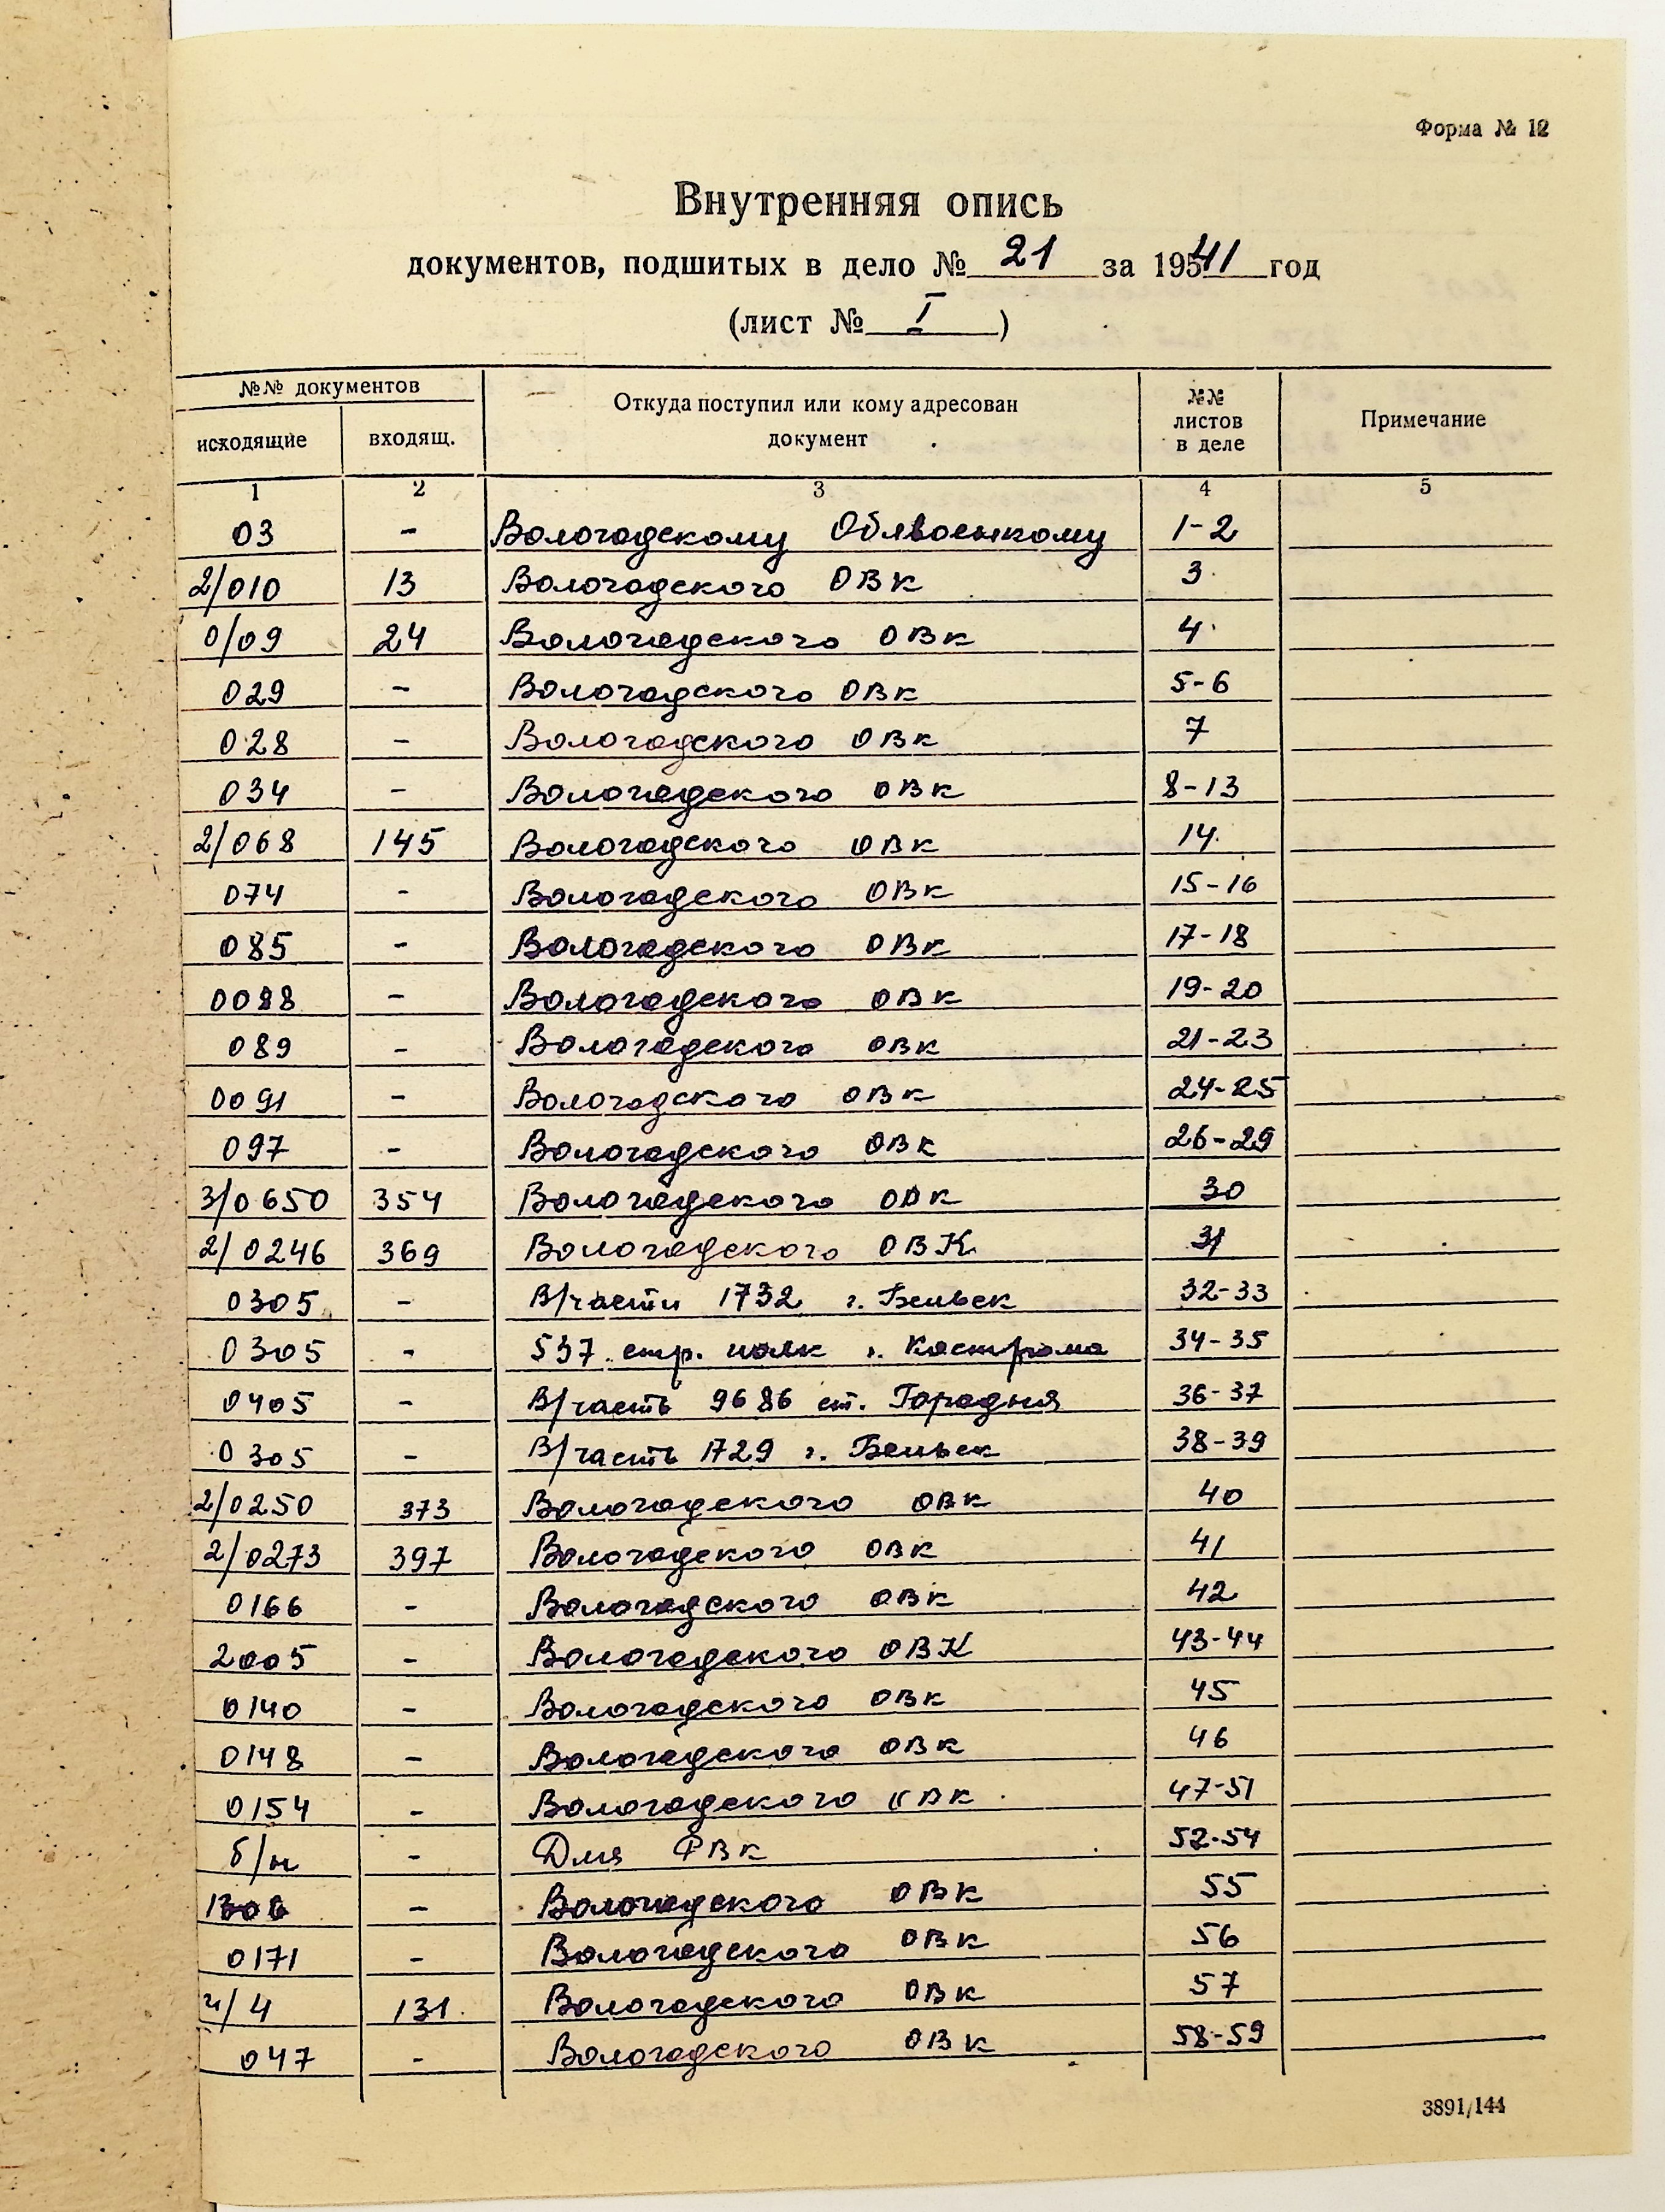 Форма № 12
Внутренняя опись
документов, подшитых в дело № 21 за 1941 год
(лист № I )
№№ документов
Откуда поступил или кому адресован документ
№№ листов в деле
Примечание
исходящие входящ.
1 2 3 4 5
03 - Вологодскому Облвоенкому 1-2
2/010 13 Вологодского ОВК 3
0/09 24 Вологодского ОВК 4
029 - Вологодского ОВК 5-6
028 - Вологодского ОВК 7
034 - Вологодского ОВК 8-13
2/068 145 Вологодского ОВК 14
074 - Вологодского ОВК 15-16
085 - Вологодского ОВК 17-18
0088 - Вологодского ОВК 19-20
089 - Вологодского ОВК 21-23
0091 - Вологодского ОВК 24-25
097 - Вологодского ОВК 26-29
3/0650 354 Вологодского ОВК 30
2/0246 369 Вологодского ОВК 31
0305 - В/части 1732 г. Бельск 32-33
0305 - 537 стр. полк г. Кострома 34-35
0405 - В/часть 9686 ст. Городня 36-37
0305 - В/часть 1729 г. Бельск 38-39
2/0250 373 Вологодского ОВК 40
2/0273 397 Вологодского ОВК 41
0166 - Вологодского ОВК 42
2005 - Вологодского ОВК 43-44
0140 - Вологодского ОВК 45
0148 - Вологодского ОВК 46
0154 - Вологодского ОВК 47-51
б/н - Для РВК 52-54
1306 - Вологодского ОВК 55
0171 - Вологодского ОВК 56
4/4 131. Вологодского ОВК 57
047 - Вологодского ОВК 58-59
3891/144